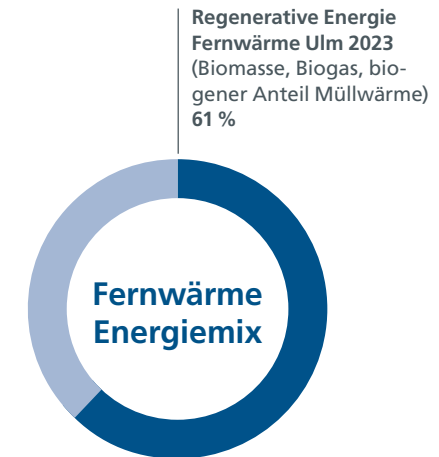 Regenerative Energie
Fernwärme Ulm 2023
(Biomasse, Biogas, bio-
gener Anteil Müllwärme)
61 %
Fernwärme
Energiemix